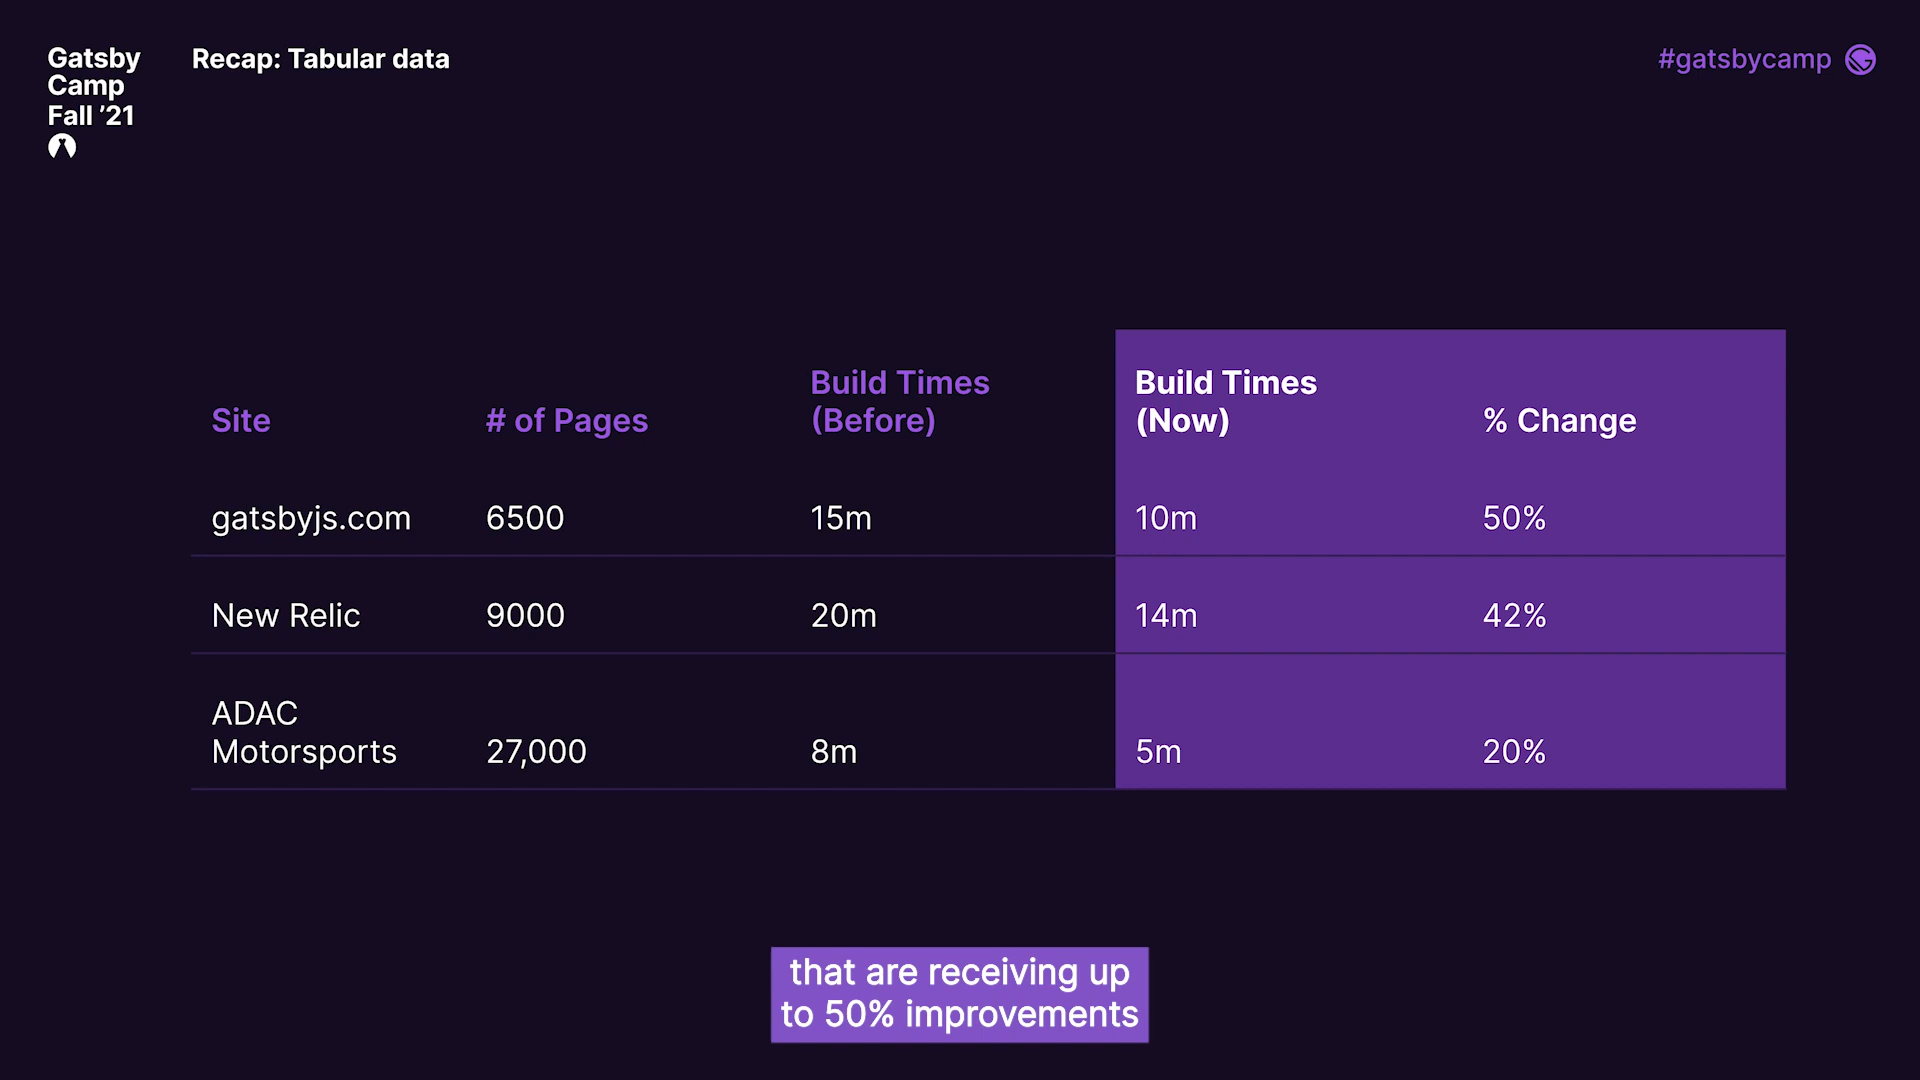 Gatsby
Camp
Fall ’21
Recap: Tabular data
#gatsbycamp
Site
# of Pages
Build Times
(Before)
Build Times
(Now)
% Change
gatsbyjs.com
6500
15m
10m
50%
New Relic
9000
20m
14m
42%
ADAC
Motorsports
27,000
8m
5m
20%
that are receiving up
to 50% improvements